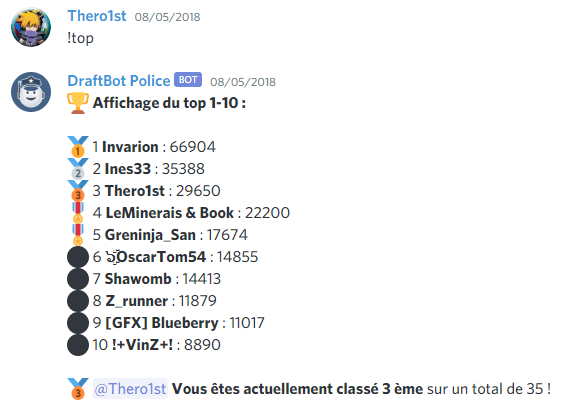 Thero1st 08/05/2018
!top
DraftBot Police BOT 08/05/2018
🏆 Affichage du top 1-10 :
🥇 1 Invarion : 66904
🥈 2 Ines33 : 35388
🥉 3 Thero1st : 29650
🎖 4 LeMinerais & Book : 22200
🎖 5 Greninja_San : 17674
⚫ 6 OscarTom54 : 14855
⚫ 7 Shawomb : 14413
⚫ 8 Z_runner : 11879
⚫ 9 [GFX] Blueberry : 11017
⚫ 10 !+VinZ+! : 8890
🥉 @Thero1st Vous êtes actuellement classé 3 ème sur un total de 35 !